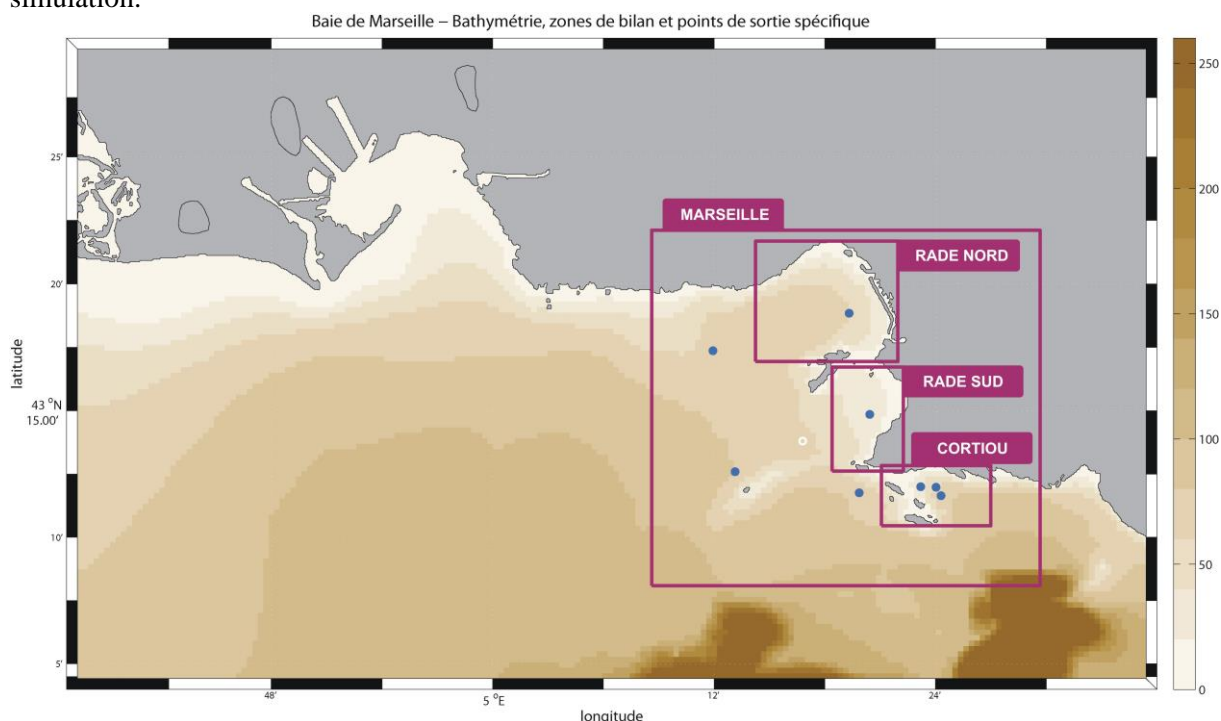 simulation.
Baie de Marseille – Bathymétrie, zones de bilan et points de sortie spécifique
250
25'
200
MARSEILLE
RADE NORD
20'
150
latitude
RADE SUD
43 °N
15.00'
100
CORTIOU
10'
50
5'
0
48'
5 °E
12'
24'
longitude